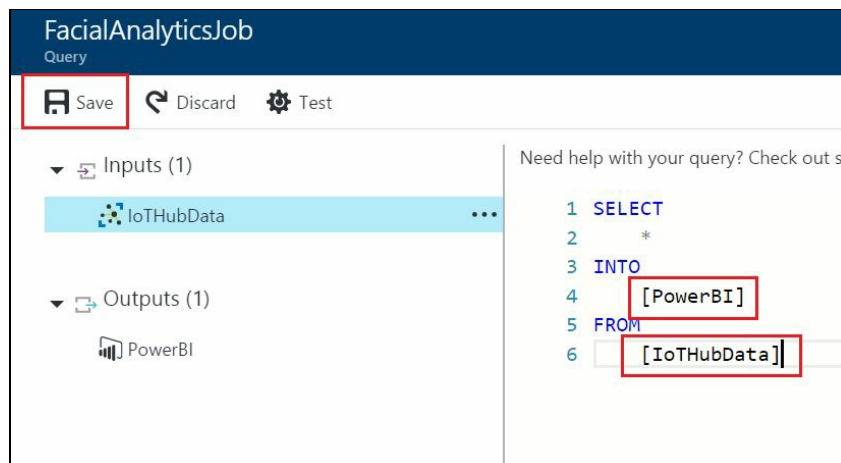 FacialAnalyticsJob
Query
Save Discard Test
Inputs (1)
IoTHubData
Outputs (1)
PowerBI
Need help with your query? Check out s
1 SELECT
2 *
3 INTO
4 [PowerBI]
5 FROM
6 [IoTHubData]